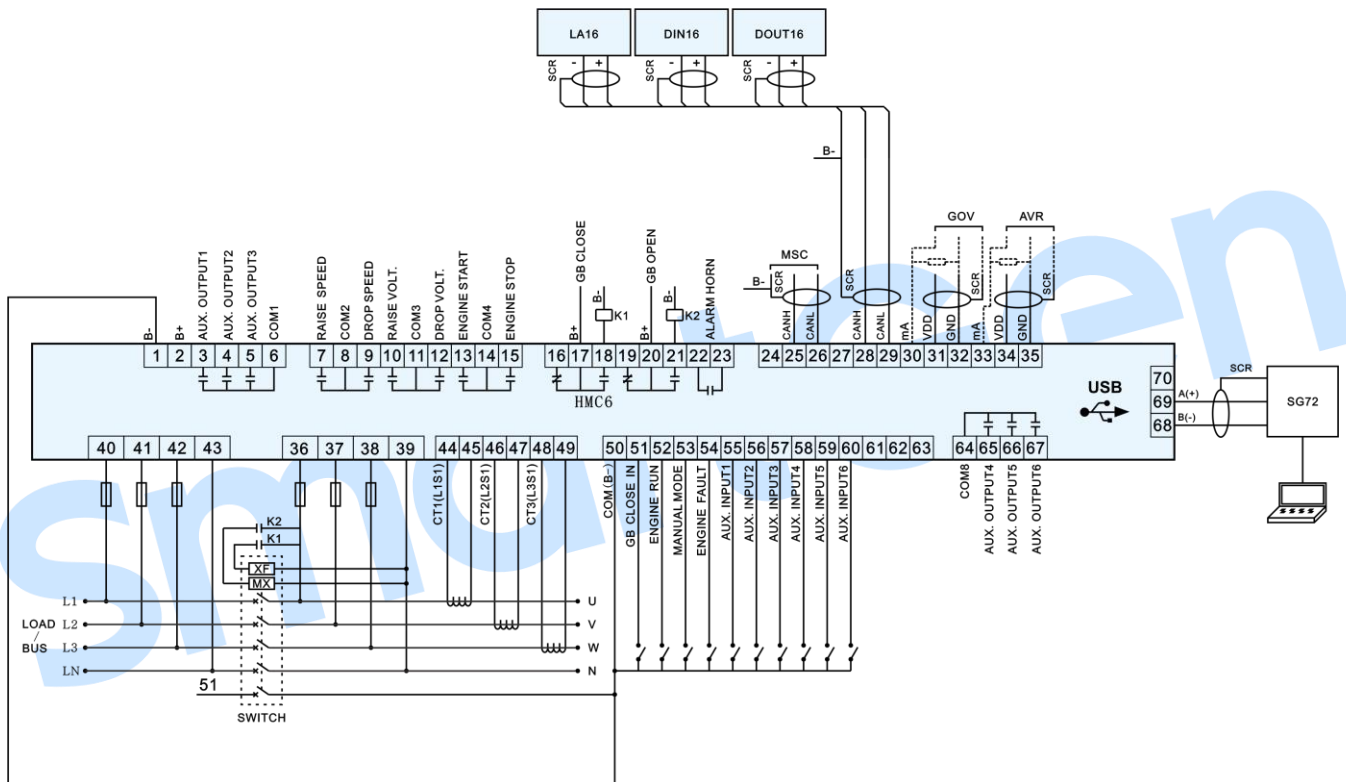 LA16 DIN16 DOUT16
SCR - + SCR - + SCR - +
B-
GOV AVR
MSC
B- SCR SCR SCR SCR
CANH CANL CANH CANL mA VDD GND mA VDD GND
B- B+ AUX. OUTPUT1 AUX. OUTPUT2 AUX. OUTPUT3 COM1
RAISE SPEED COM2 DROP SPEED RAISE VOLT. COM3 DROP VOLT. ENGINE START COM4 ENGINE STOP
B+ GB CLOSE B- K1 B+ GB OPEN B- K2 ALARM HORN
1 2 3 4 5 6 7 8 9 10 11 12 13 14 15 16 17 18 19 20 21 22 23 24 25 26 27 28 29 30 31 32 33 34 35
HMC6
USB
70
69
68
SCR
A(+)
B(-)
SG72
40 41 42 43 36 37 38 39 44 45 46 47 48 49 50 51 52 53 54 55 56 57 58 59 60 61 62 63 64 65 66 67
CT1(L1S1) CT2(L2S1) CT3(L3S1)
COM(B-) GB CLOSE IN ENGINE RUN MANUAL MODE ENGINE FAULT AUX. INPUT1 AUX. INPUT2 AUX. INPUT3 AUX. INPUT4 AUX. INPUT5 AUX. INPUT6
COM8 AUX. OUTPUT4 AUX. OUTPUT5 AUX. OUTPUT6
K2
K1
XF
MX
L1 U
LOAD / BUS
L2 V
L3 W
LN N
51
SWITCH
smartgen